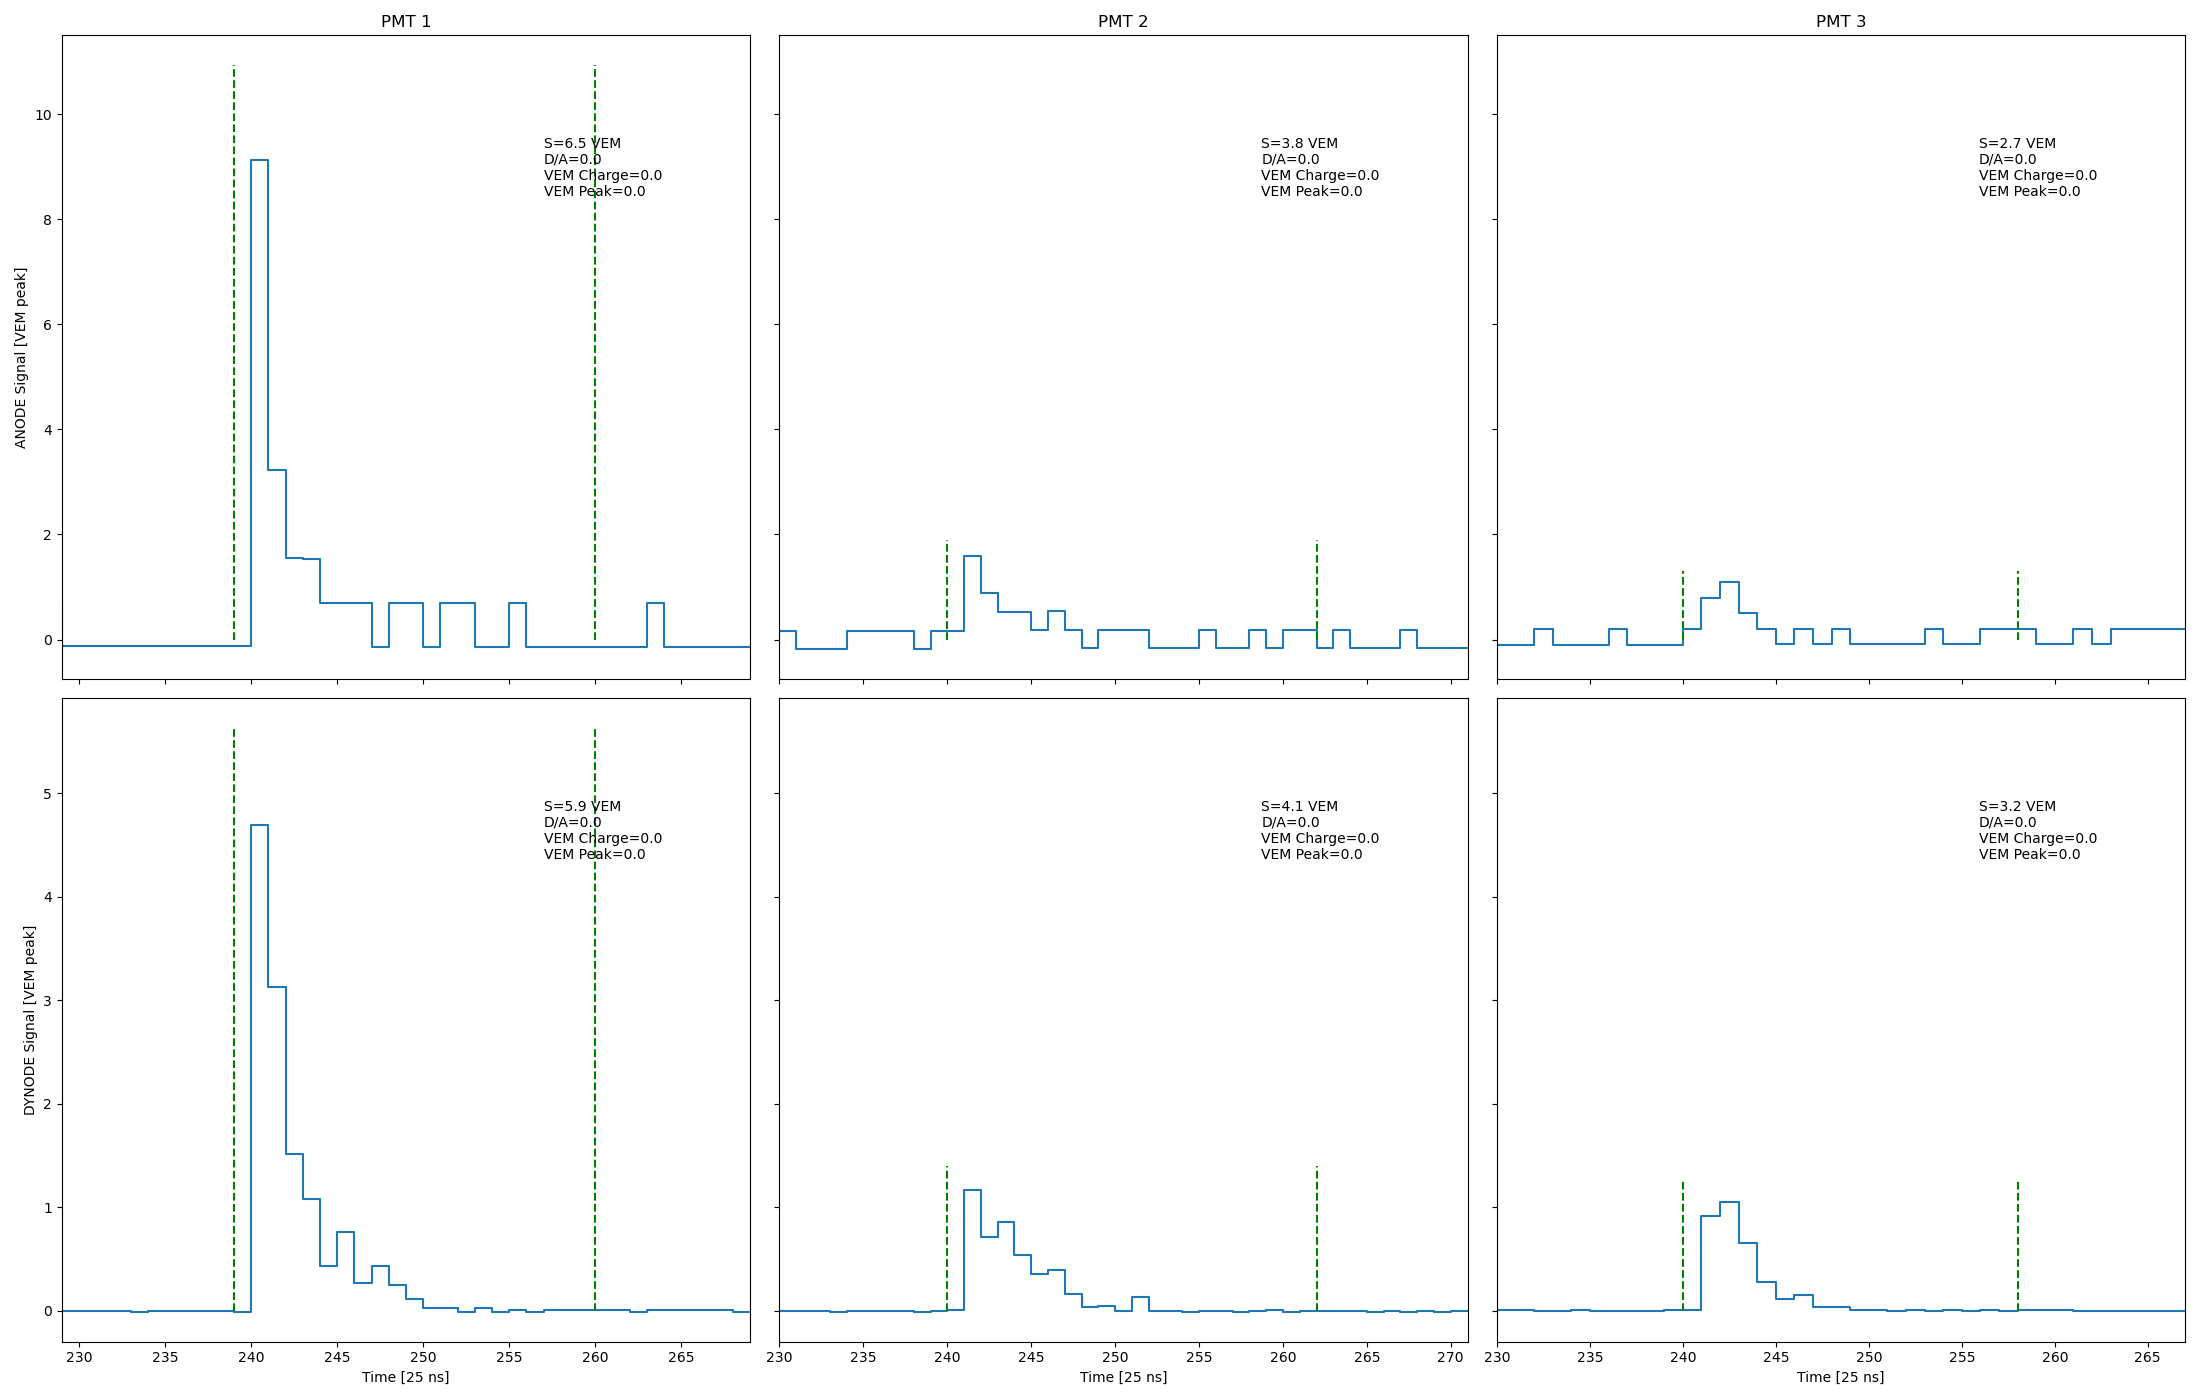 PMT 1
PMT 2
PMT 3
ANODE Signal [VEM peak]
10
8
6
4
2
0
S=6.5 VEM
D/A=0.0
VEM Charge=0.0
VEM Peak=0.0
S=3.8 VEM
D/A=0.0
VEM Charge=0.0
VEM Peak=0.0
S=2.7 VEM
D/A=0.0
VEM Charge=0.0
VEM Peak=0.0
DYNODE Signal [VEM peak]
5
4
3
2
1
0
S=5.9 VEM
D/A=0.0
VEM Charge=0.0
VEM Peak=0.0
S=4.1 VEM
D/A=0.0
VEM Charge=0.0
VEM Peak=0.0
S=3.2 VEM
D/A=0.0
VEM Charge=0.0
VEM Peak=0.0
230 235 240 245 250 255 260 265
230 235 240 245 250 255 260 265 270
230 235 240 245 250 255 260 265
Time [25 ns]
Time [25 ns]
Time [25 ns]